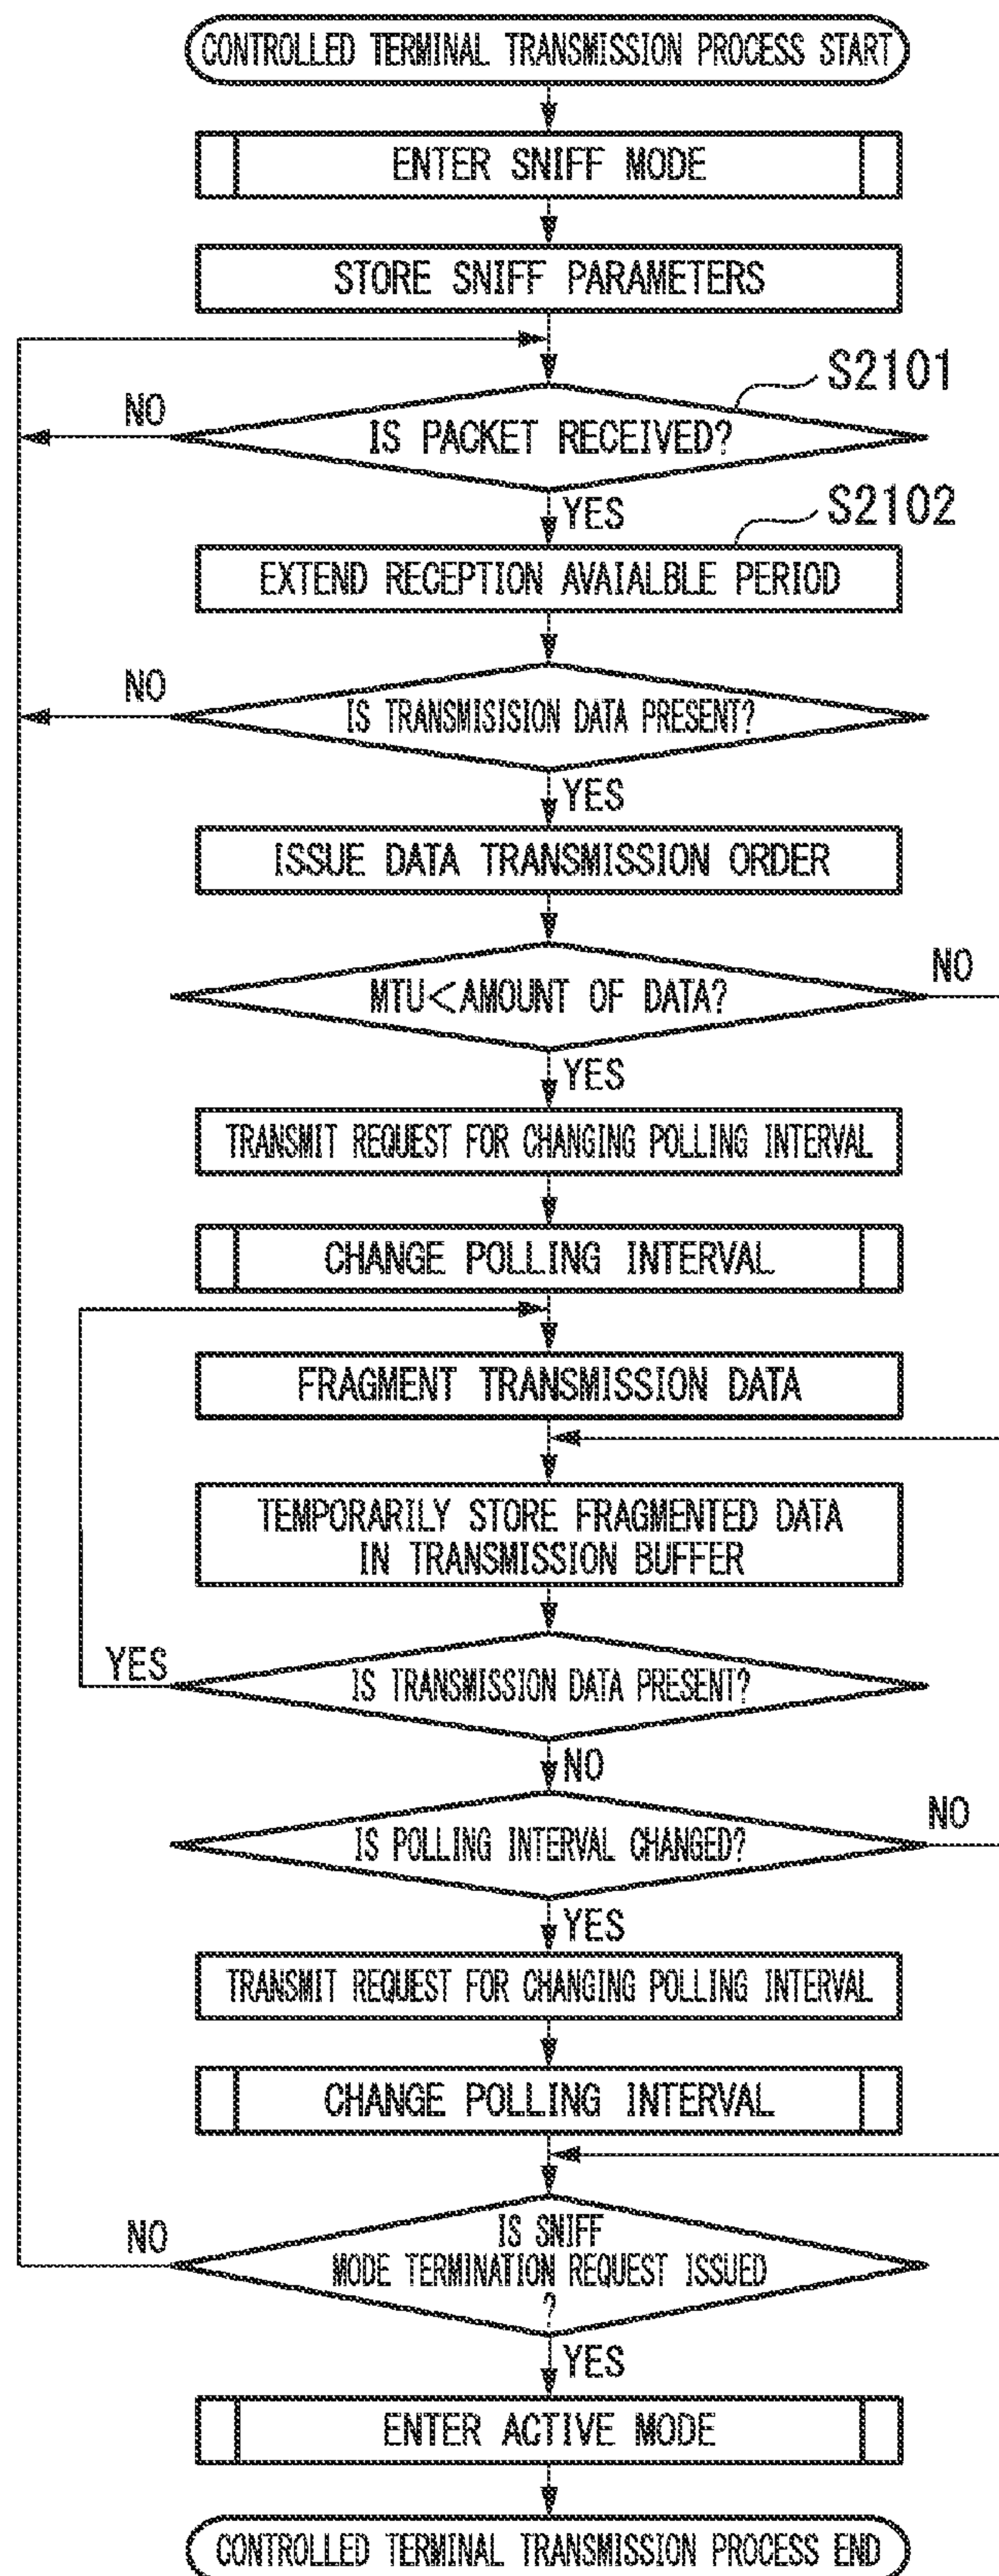 CONTROLLED TERMINAL TRANSMISSION PROCESS START
ENTER SNIFF MODE
STORE SNIFF PARAMETERS
S2101
NO
IS PACKET RECEIVED?
YES
S2102
EXTEND RECEPTION AVAIALBLE PERIOD
NO
IS TRANSMISISION DATA PRESENT?
YES
ISSUE DATA TRANSMISSION ORDER
NO
MTU<AMOUNT OF DATA?
YES
TRANSMIT REQUEST FOR CHANGING POLLING INTERVAL
CHANGE POLLING INTERVAL
FRAGMENT TRANSMISSION DATA
TEMPORARILY STORE FRAGMENTED DATA
IN TRANSMISSION BUFFER
YES
IS TRANSMISSION DATA PRESENT?
NO
NO
IS POLLING INTERVAL CHANGED?
YES
TRANSMIT REQUEST FOR CHANGING POLLING INTERVAL
CHANGE POLLING INTERVAL
NO
IS SNIFF
MODE TERMINATION REQUEST ISSUED
?
YES
ENTER ACTIVE MODE
CONTROLLED TERMINAL TRANSMISSION PROCESS END